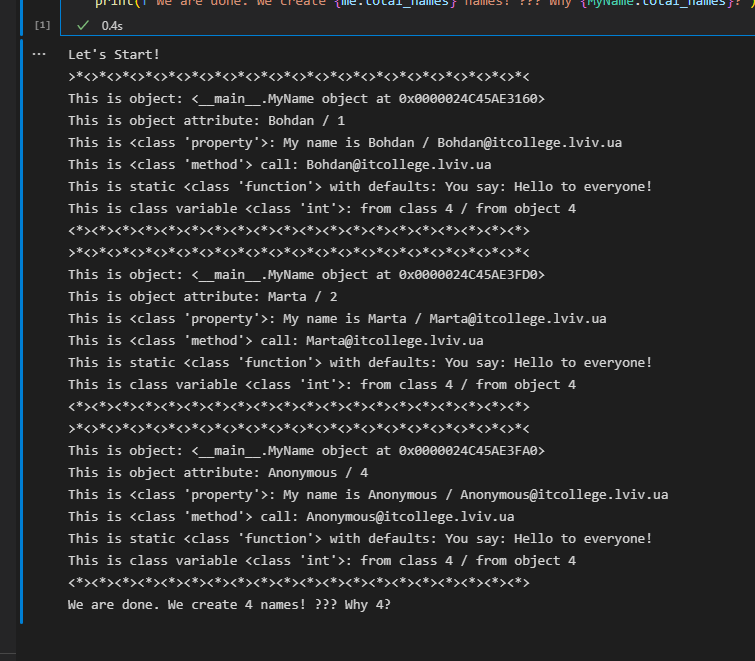 print(f"We are done. We create {me.total_names} names! ??? Why {MyName.total_names}?")
[1]
0.4s
... Let's Start!
>*<>*<>*<>*<>*<>*<>*<>*<>*<>*<>*<>*<>*<>*<>*<>*<>*<>*<>*<>*<
This is object: <__main__.MyName object at 0x0000024C45AE3160>
This is object attribute: Bohdan / 1
This is <class 'property'>: My name is Bohdan / Bohdan@itcollege.lviv.ua
This is <class 'method'> call: Bohdan@itcollege.lviv.ua
This is static <class 'function'> with defaults: You say: Hello to everyone!
This is class variable <class 'int'>: from class 4 / from object 4
<*><*><*><*><*><*><*><*><*><*><*><*><*><*><*><*><*><*><*><*>
>*<>*<>*<>*<>*<>*<>*<>*<>*<>*<>*<>*<>*<>*<>*<>*<>*<>*<>*<>*<
This is object: <__main__.MyName object at 0x0000024C45AE3FD0>
This is object attribute: Marta / 2
This is <class 'property'>: My name is Marta / Marta@itcollege.lviv.ua
This is <class 'method'> call: Marta@itcollege.lviv.ua
This is static <class 'function'> with defaults: You say: Hello to everyone!
This is class variable <class 'int'>: from class 4 / from object 4
<*><*><*><*><*><*><*><*><*><*><*><*><*><*><*><*><*><*><*><*>
>*<>*<>*<>*<>*<>*<>*<>*<>*<>*<>*<>*<>*<>*<>*<>*<>*<>*<>*<>*<
This is object: <__main__.MyName object at 0x0000024C45AE3FA0>
This is object attribute: Anonymous / 4
This is <class 'property'>: My name is Anonymous / Anonymous@itcollege.lviv.ua
This is <class 'method'> call: Anonymous@itcollege.lviv.ua
This is static <class 'function'> with defaults: You say: Hello to everyone!
This is class variable <class 'int'>: from class 4 / from object 4
<*><*><*><*><*><*><*><*><*><*><*><*><*><*><*><*><*><*><*><*>
We are done. We create 4 names! ??? Why 4?